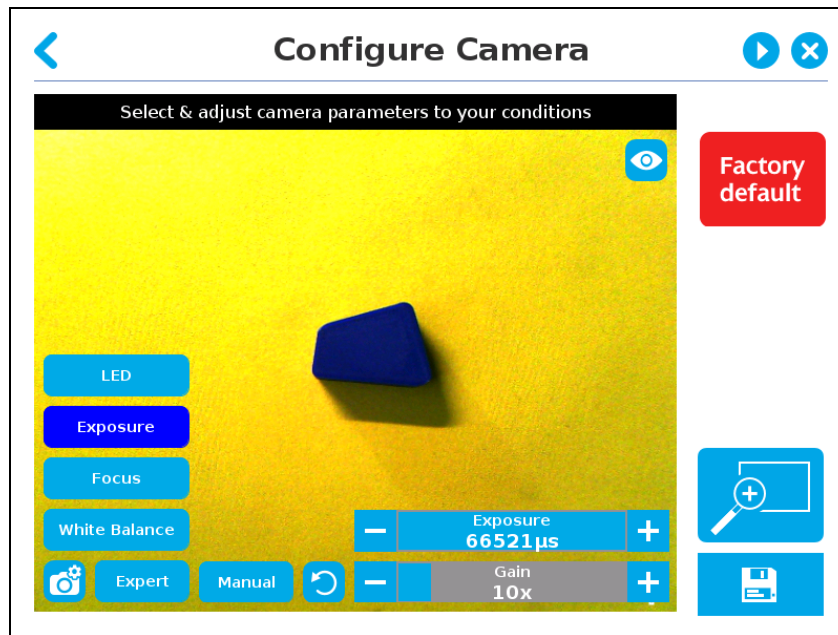 Configure Camera
Select & adjust camera parameters to your conditions
Factory
default
LED
Exposure
Focus
White Balance
Exposure
66521µs
Expert
Manual
Gain
10x